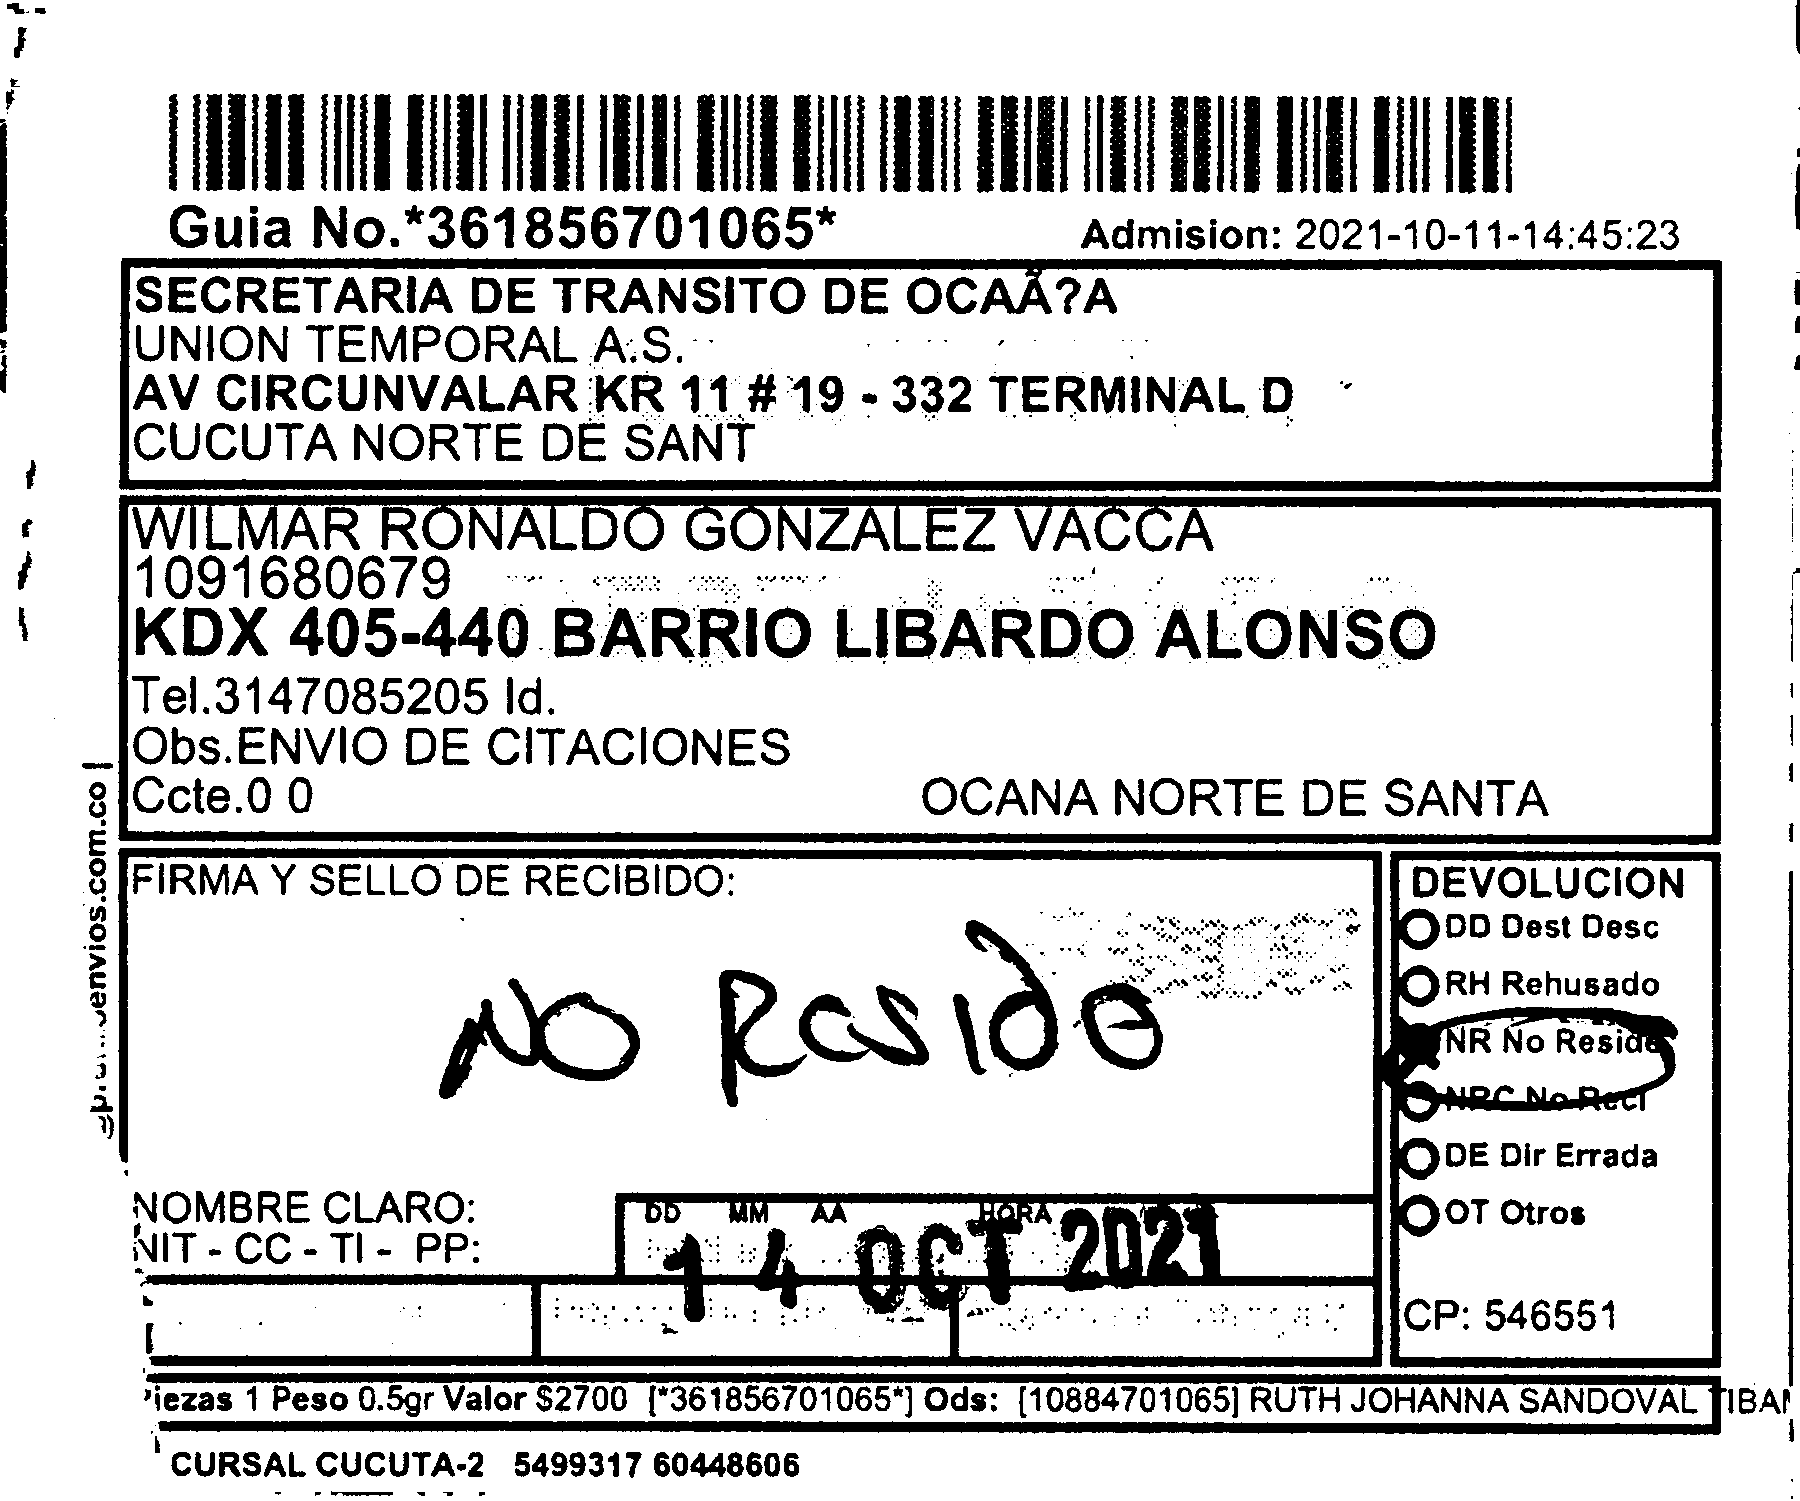 Guia No.*361856701065*
Admision: 2021-10-11-14:45:23
SECRETARIA DE TRANSITO DE OCAÃ?A
UNION TEMPORAL A.S.
AV CIRCUNVALAR KR 11 # 19 - 332 TERMINAL D
CUCUTA NORTE DE SANT
WILMAR RONALDO GONZALEZ VACCA
1091680679
KDX 405-440 BARRIO LIBARDO ALONSO
Tel.3147085205 Id.
Obs.ENVIO DE CITACIONES
Ccte.0 0
OCANA NORTE DE SANTA
FIRMA Y SELLO DE RECIBIDO:
No Reside
DEVOLUCION
DD Dest Desc
RH Rehusado
NR No Reside
NRC No Recl
DE Dir Errada
OT Otros
CP: 546551
NOMBRE CLARO:
NIT - CC - TI - PP:
DD MM AA HORA
14 OCT 2021
Piezas 1 Peso 0.5gr Valor $2700 [*361856701065*] Ods: [10884701065] RUTH JOHANNA SANDOVAL TIBA
CURSAL CUCUTA-2 5499317 60448606